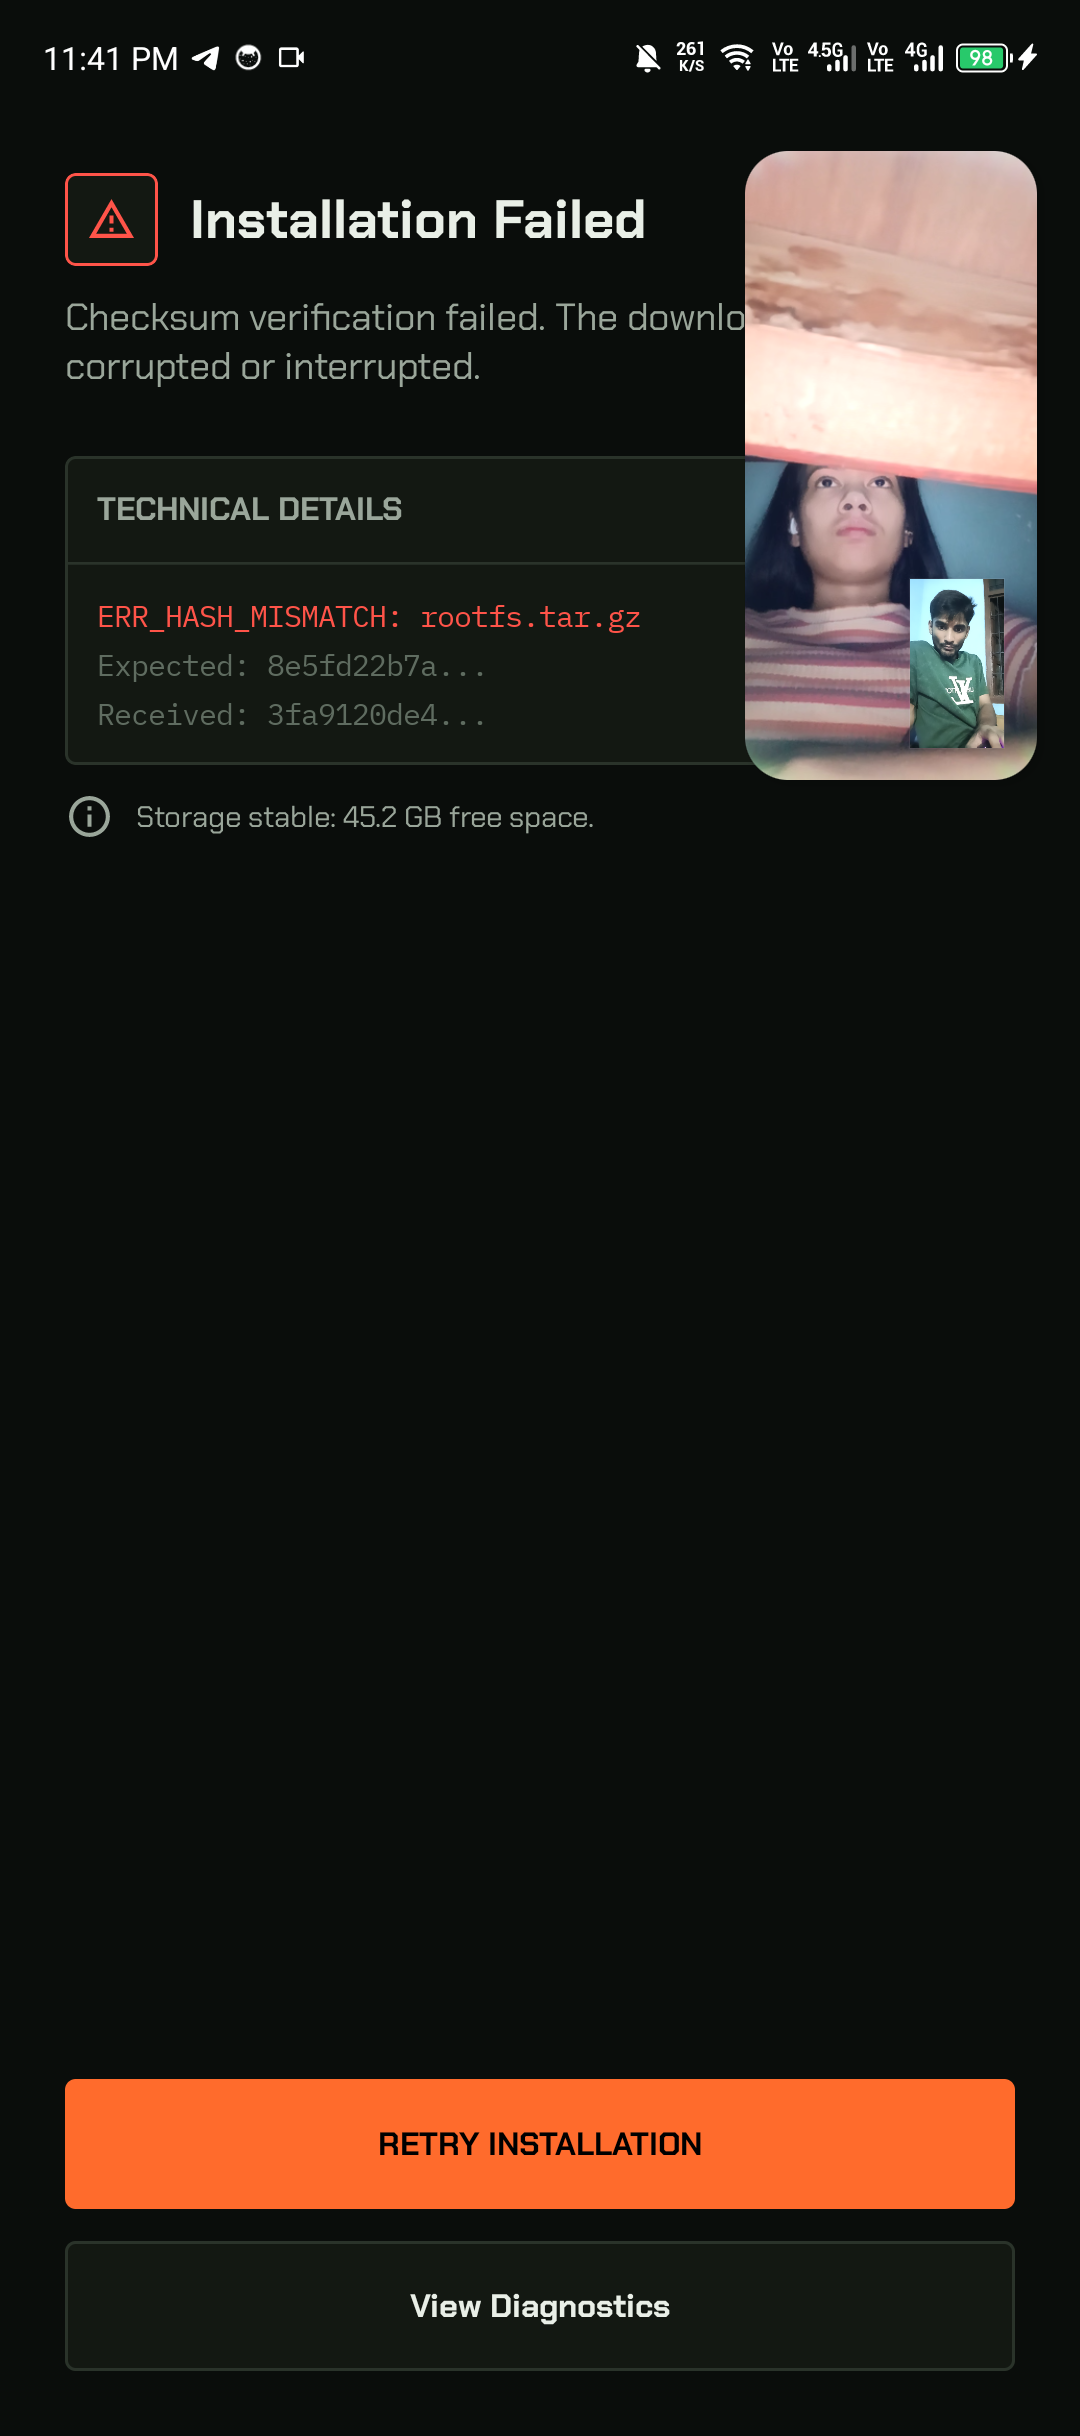 11:41 PM
261 K/S
Vo LTE 4.5G
Vo LTE 4G
98
Installation Failed
Checksum verification failed. The downlo
corrupted or interrupted.
TECHNICAL DETAILS
ERR_HASH_MISMATCH: rootfs.tar.gz
Expected: 8e5fd22b7a...
Received: 3fa9120de4...
Storage stable: 45.2 GB free space.
RETRY INSTALLATION
View Diagnostics